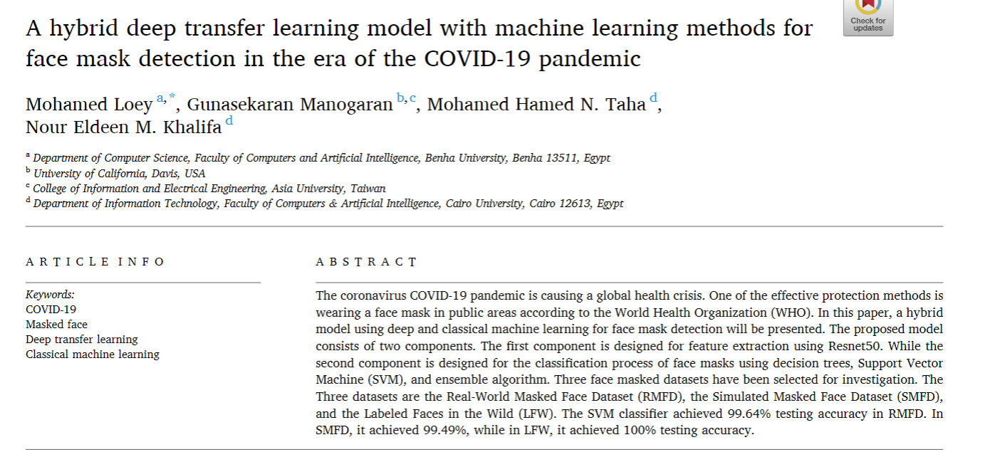 A hybrid deep transfer learning model with machine learning methods for
face mask detection in the era of the COVID-19 pandemic
Check for
updates
Mohamed Loey a,*, Gunasekaran Manogaran b,c, Mohamed Hamed N. Taha d,
Nour Eldeen M. Khalifa d
a Department of Computer Science, Faculty of Computers and Artificial Intelligence, Benha University, Benha 13511, Egypt
b University of California, Davis, USA
c College of Information and Electrical Engineering, Asia University, Taiwan
d Department of Information Technology, Faculty of Computers & Artificial Intelligence, Cairo University, Cairo 12613, Egypt
A R T I C L E I N F O
Keywords:
COVID-19
Masked face
Deep transfer learning
Classical machine learning
A B S T R A C T
The coronavirus COVID-19 pandemic is causing a global health crisis. One of the effective protection methods is
wearing a face mask in public areas according to the World Health Organization (WHO). In this paper, a hybrid
model using deep and classical machine learning for face mask detection will be presented. The proposed model
consists of two components. The first component is designed for feature extraction using Resnet50. While the
second component is designed for the classification process of face masks using decision trees, Support Vector
Machine (SVM), and ensemble algorithm. Three face masked datasets have been selected for investigation. The
Three datasets are the Real-World Masked Face Dataset (RMFD), the Simulated Masked Face Dataset (SMFD),
and the Labeled Faces in the Wild (LFW). The SVM classifier achieved 99.64% testing accuracy in RMFD. In
SMFD, it achieved 99.49%, while in LFW, it achieved 100% testing accuracy.